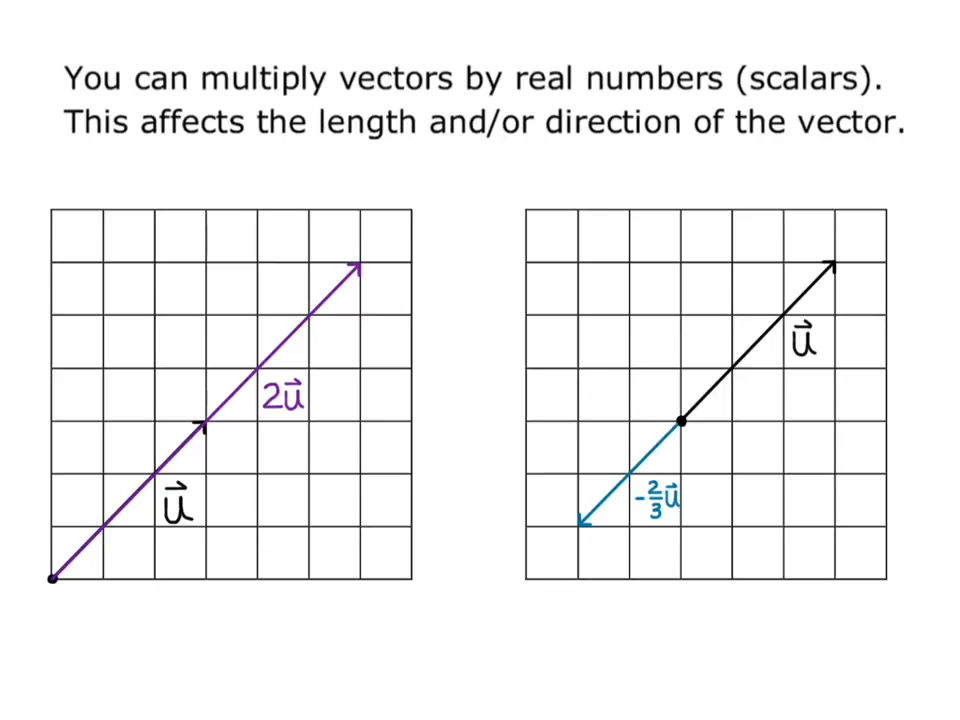 You can multiply vectors by real numbers (scalars).
This affects the length and/or direction of the vector.
2u⃗
u⃗
u⃗
-2/3u⃗